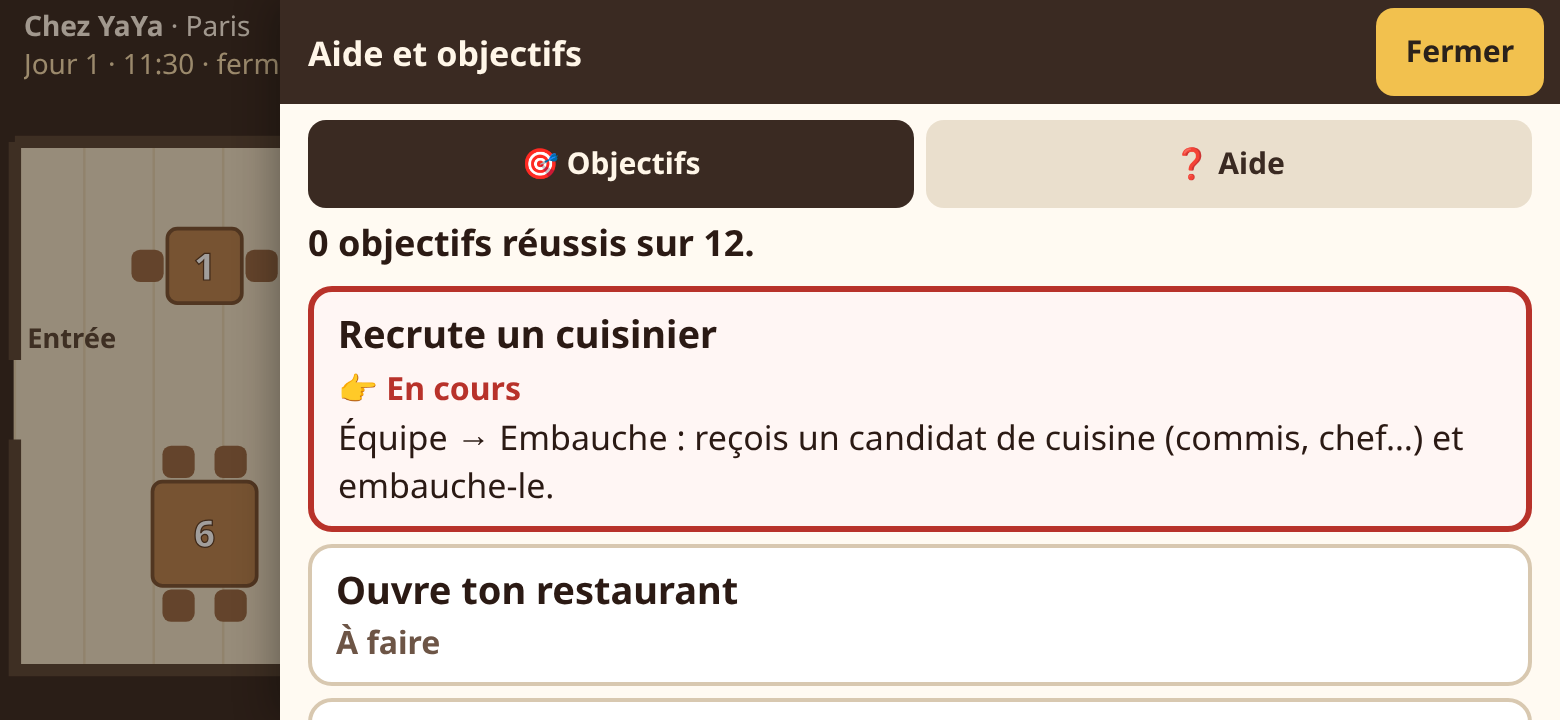 Chez YaYa · Paris
Jour 1 · 11:30 · ferm
Aide et objectifs
Fermer
🎯 Objectifs
❓ Aide
0 objectifs réussis sur 12.
Recrute un cuisinier
👉 En cours
Équipe → Embauche : reçois un candidat de cuisine (commis, chef…) et
embauche-le.
Ouvre ton restaurant
À faire
1
Entrée
6